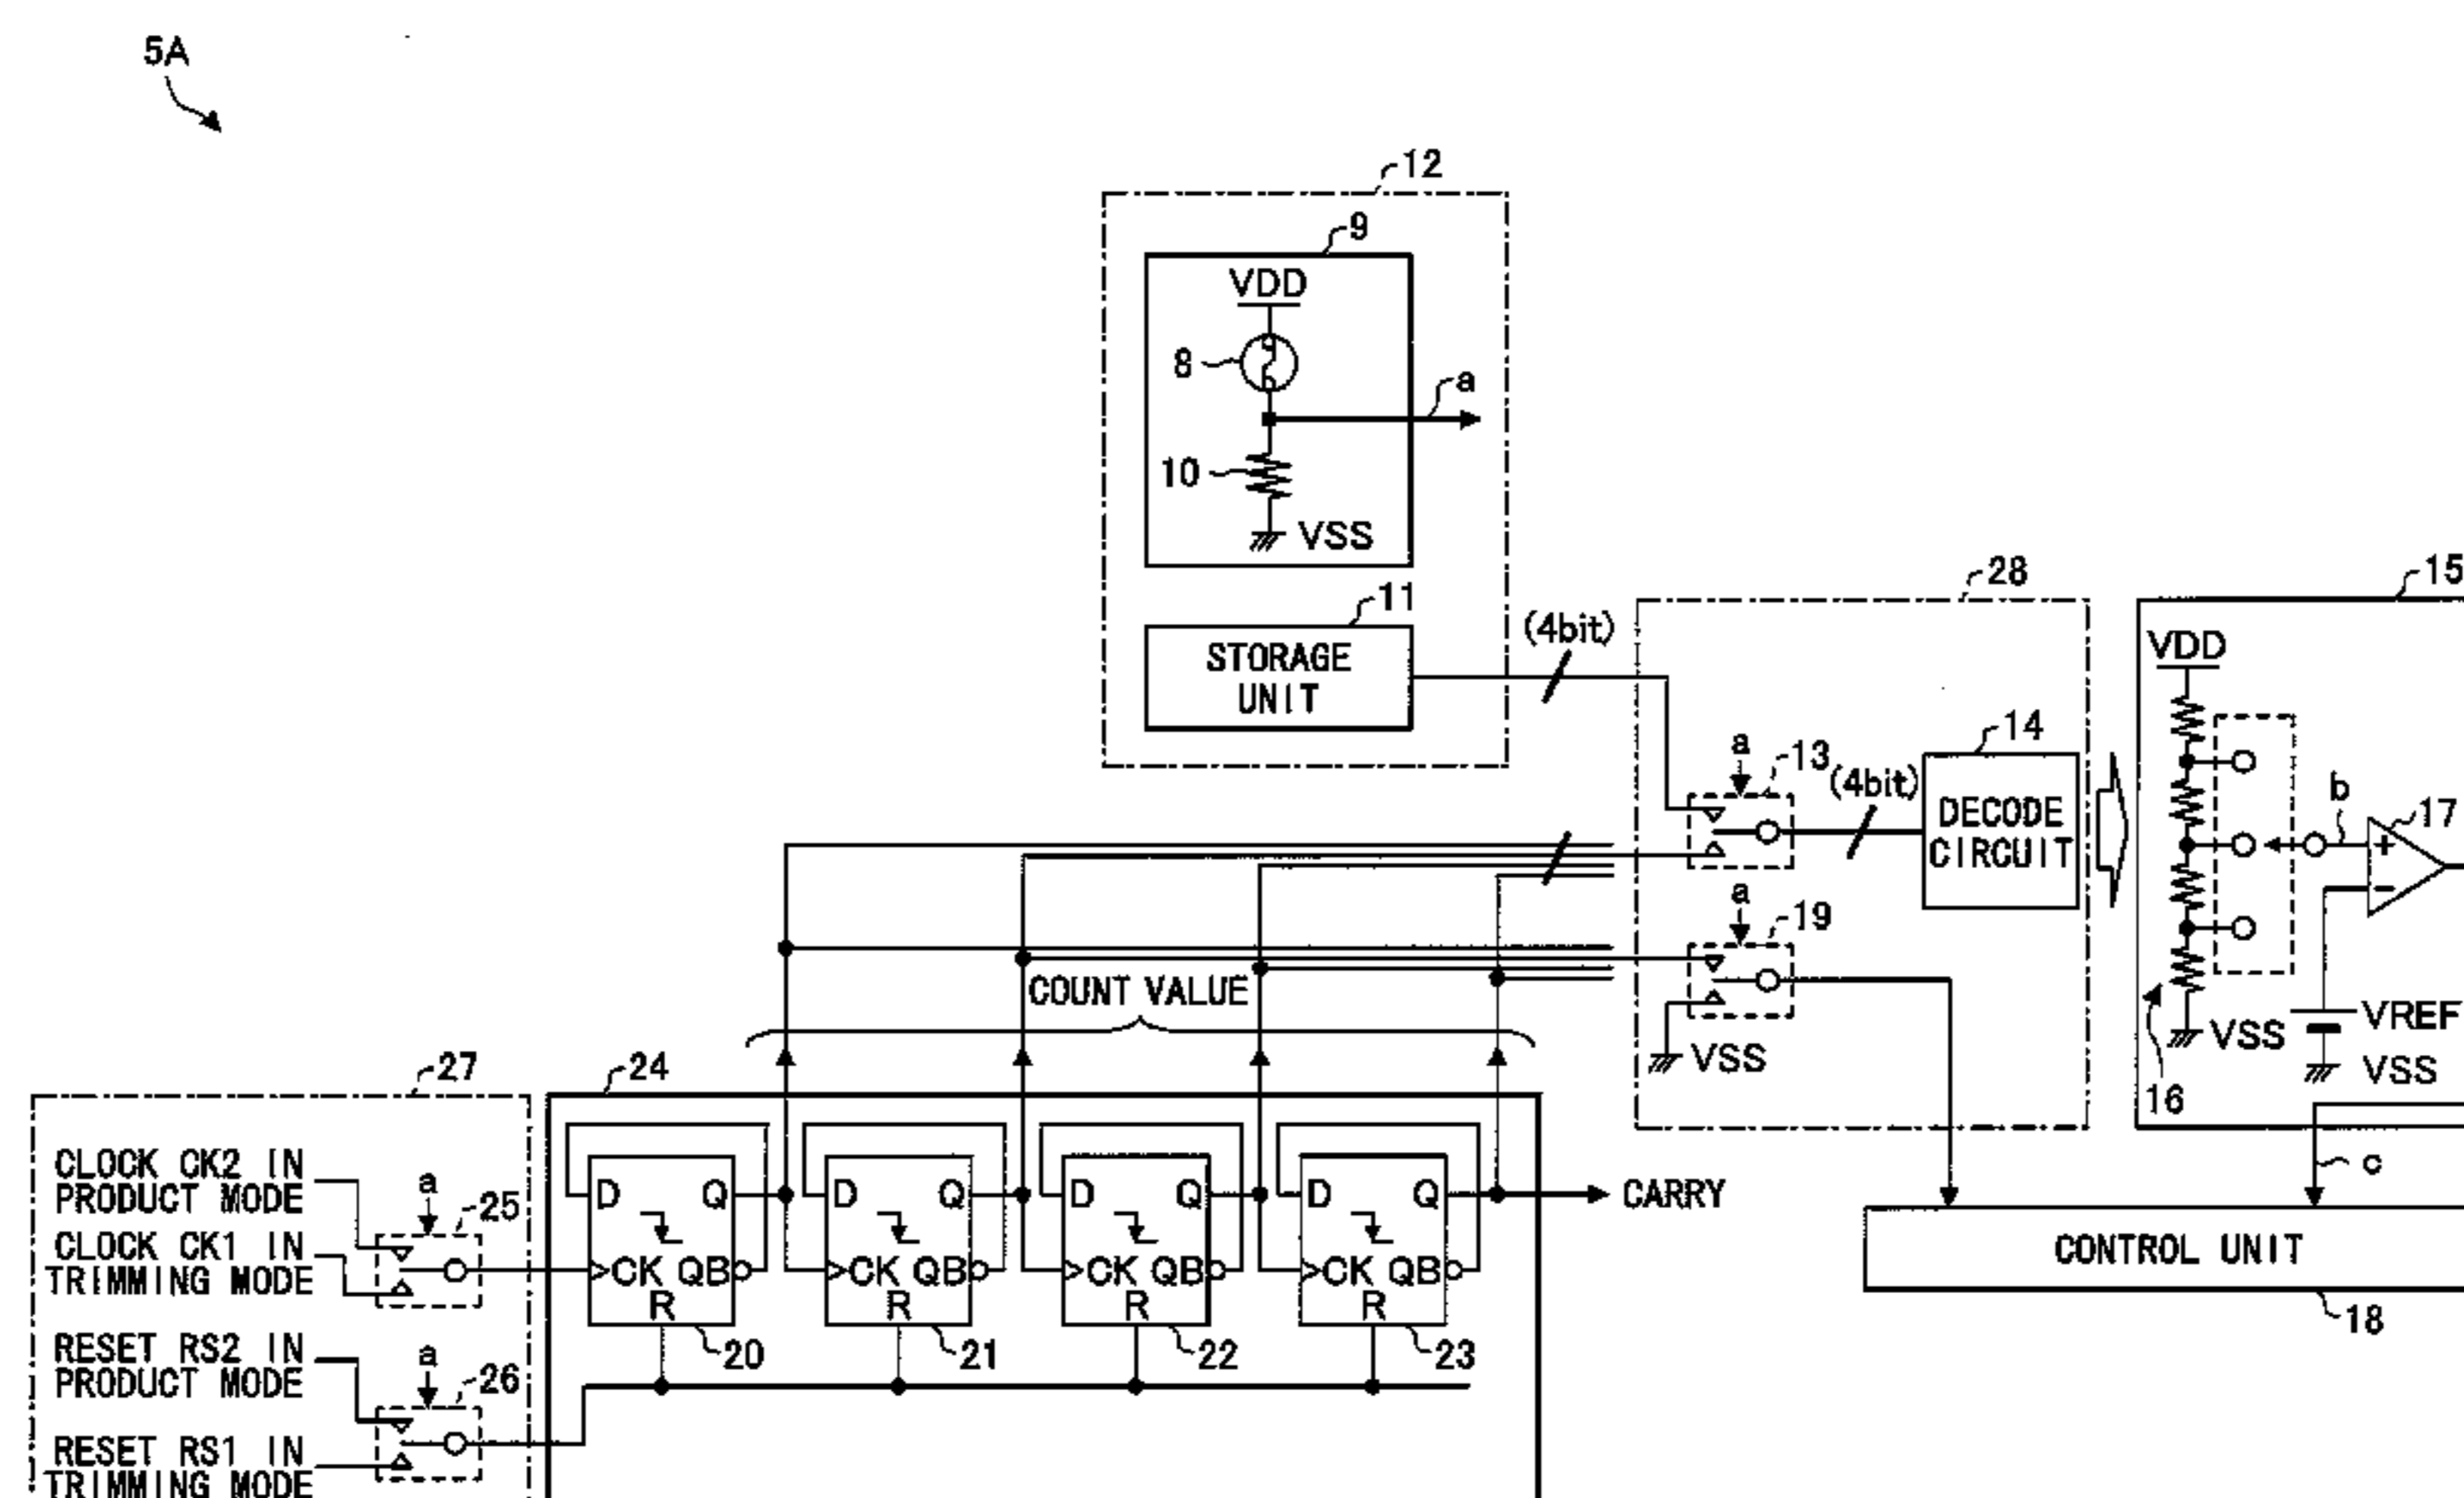 5A
12
9
VDD
8
a
10
VSS
11
STORAGE
UNIT
(4bit)
28
15
VDD
a
13
(4bit)
14
DECODE
CIRCUIT
b
17
+
−
a
19
VSS
VREF
VSS
VSS
16
COUNT VALUE
27
24
CLOCK CK2 IN
PRODUCT MODE
a
25
CLOCK CK1 IN
TRIMMING MODE
RESET RS2 IN
PRODUCT MODE
a
26
RESET RS1 IN
TRIMMING MODE
D Q
CK QB
R
20
D Q
CK QB
R
21
D Q
CK QB
R
22
D Q
CK QB
R
23
CARRY
c
CONTROL UNIT
18